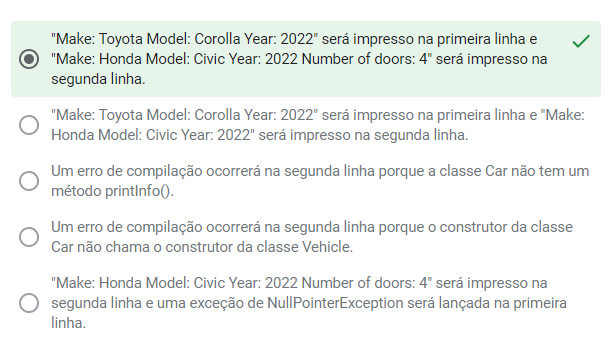 "Make: Toyota Model: Corolla Year: 2022" será impresso na primeira linha e
"Make: Honda Model: Civic Year: 2022 Number of doors: 4" será impresso na
segunda linha.
"Make: Toyota Model: Corolla Year: 2022" será impresso na primeira linha e "Make:
Honda Model: Civic Year: 2022" será impresso na segunda linha.
Um erro de compilação ocorrerá na segunda linha porque a classe Car não tem um
método printInfo().
Um erro de compilação ocorrerá na segunda linha porque o construtor da classe
Car não chama o construtor da classe Vehicle.
"Make: Honda Model: Civic Year: 2022 Number of doors: 4" será impresso na
segunda linha e uma exceção de NullPointerException será lançada na primeira
linha.